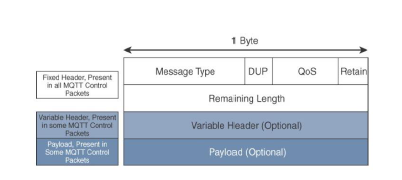 1 Byte
Message Type DUP QoS Retain
Fixed Header, Present
in all MQTT Control
Packets
Remaining Length
Variable Header, Present
in some MQTT Control
Packets
Variable Header (Optional)
Payload, Present in
Some MQTT Control
Packets
Payload (Optional)